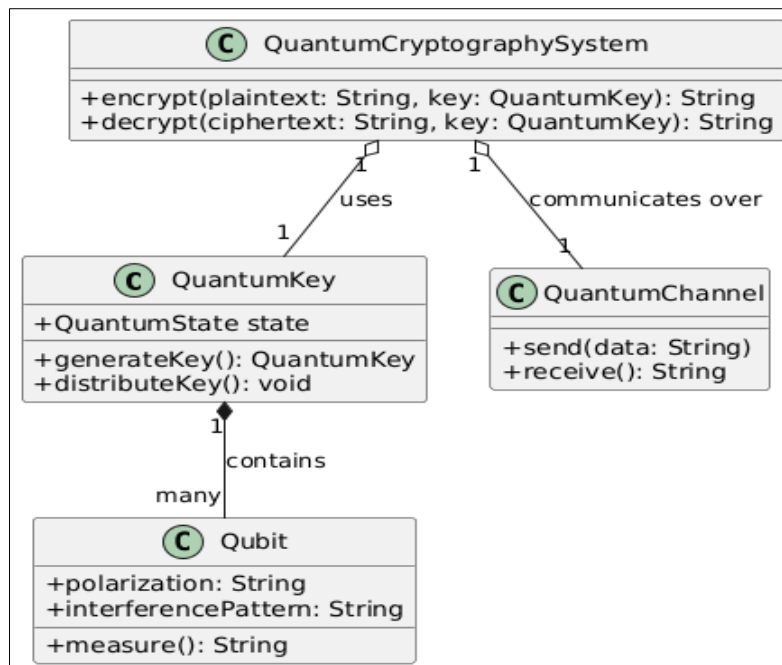 C QuantumCryptographySystem
+encrypt(plaintext: String, key: QuantumKey): String
+decrypt(ciphertext: String, key: QuantumKey): String
1
1
uses
communicates over
1
1
C QuantumKey
+QuantumState state
+generateKey(): QuantumKey
+distributeKey(): void
C QuantumChannel
+send(data: String)
+receive(): String
1
contains
many
C Qubit
+polarization: String
+interferencePattern: String
+measure(): String